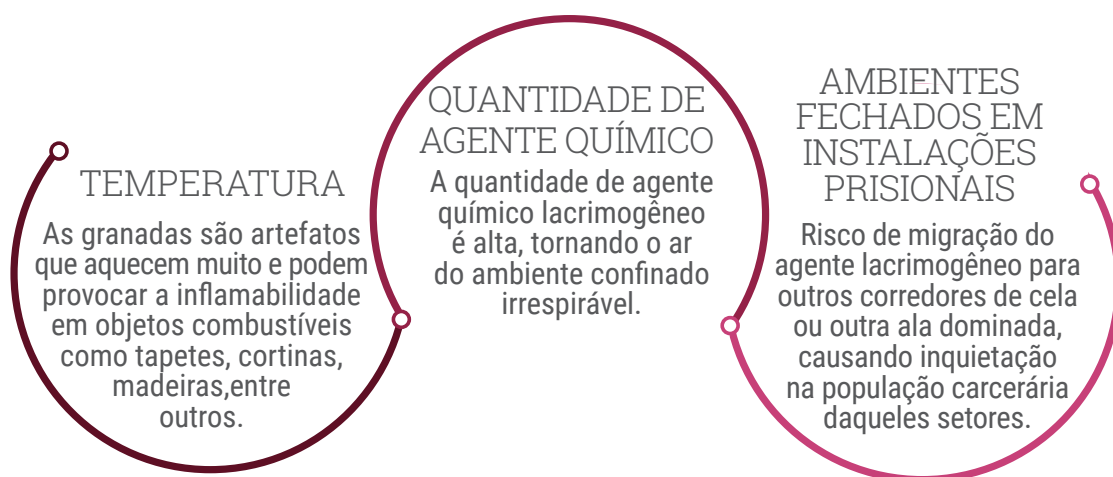 TEMPERATURA
As granadas são artefatos
que aquecem muito e podem
provocar a inflamabilidade
em objetos combustíveis
como tapetes, cortinas,
madeiras,entre
outros.
QUANTIDADE DE
AGENTE QUÍMICO
A quantidade de agente
químico lacrimogêneo
é alta, tornando o ar
do ambiente confinado
irrespirável.
AMBIENTES
FECHADOS EM
INSTALAÇÕES
PRISIONAIS
Risco de migração do
agente lacrimogêneo para
outros corredores de cela
ou outra ala dominada,
causando inquietação
na população carcerária
daqueles setores.